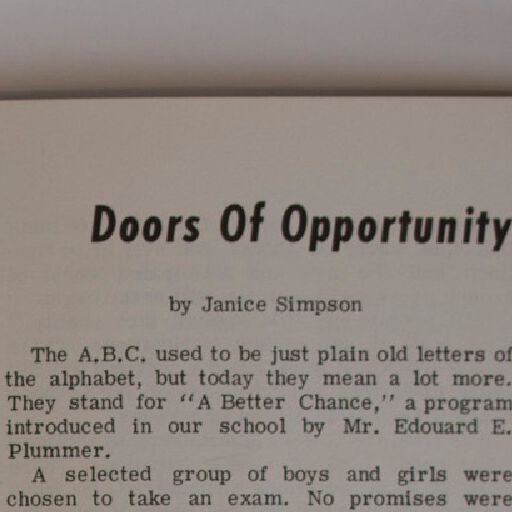 Doors Of Opportunity
by Janice Simpson
The A.B.C. used to be just plain old letters of
the alphabet, but today they mean a lot more.
They stand for "A Better Chance," a program
introduced in our school by Mr. Edouard E.
Plummer.
A selected group of boys and girls were
chosen to take an exam. No promises were